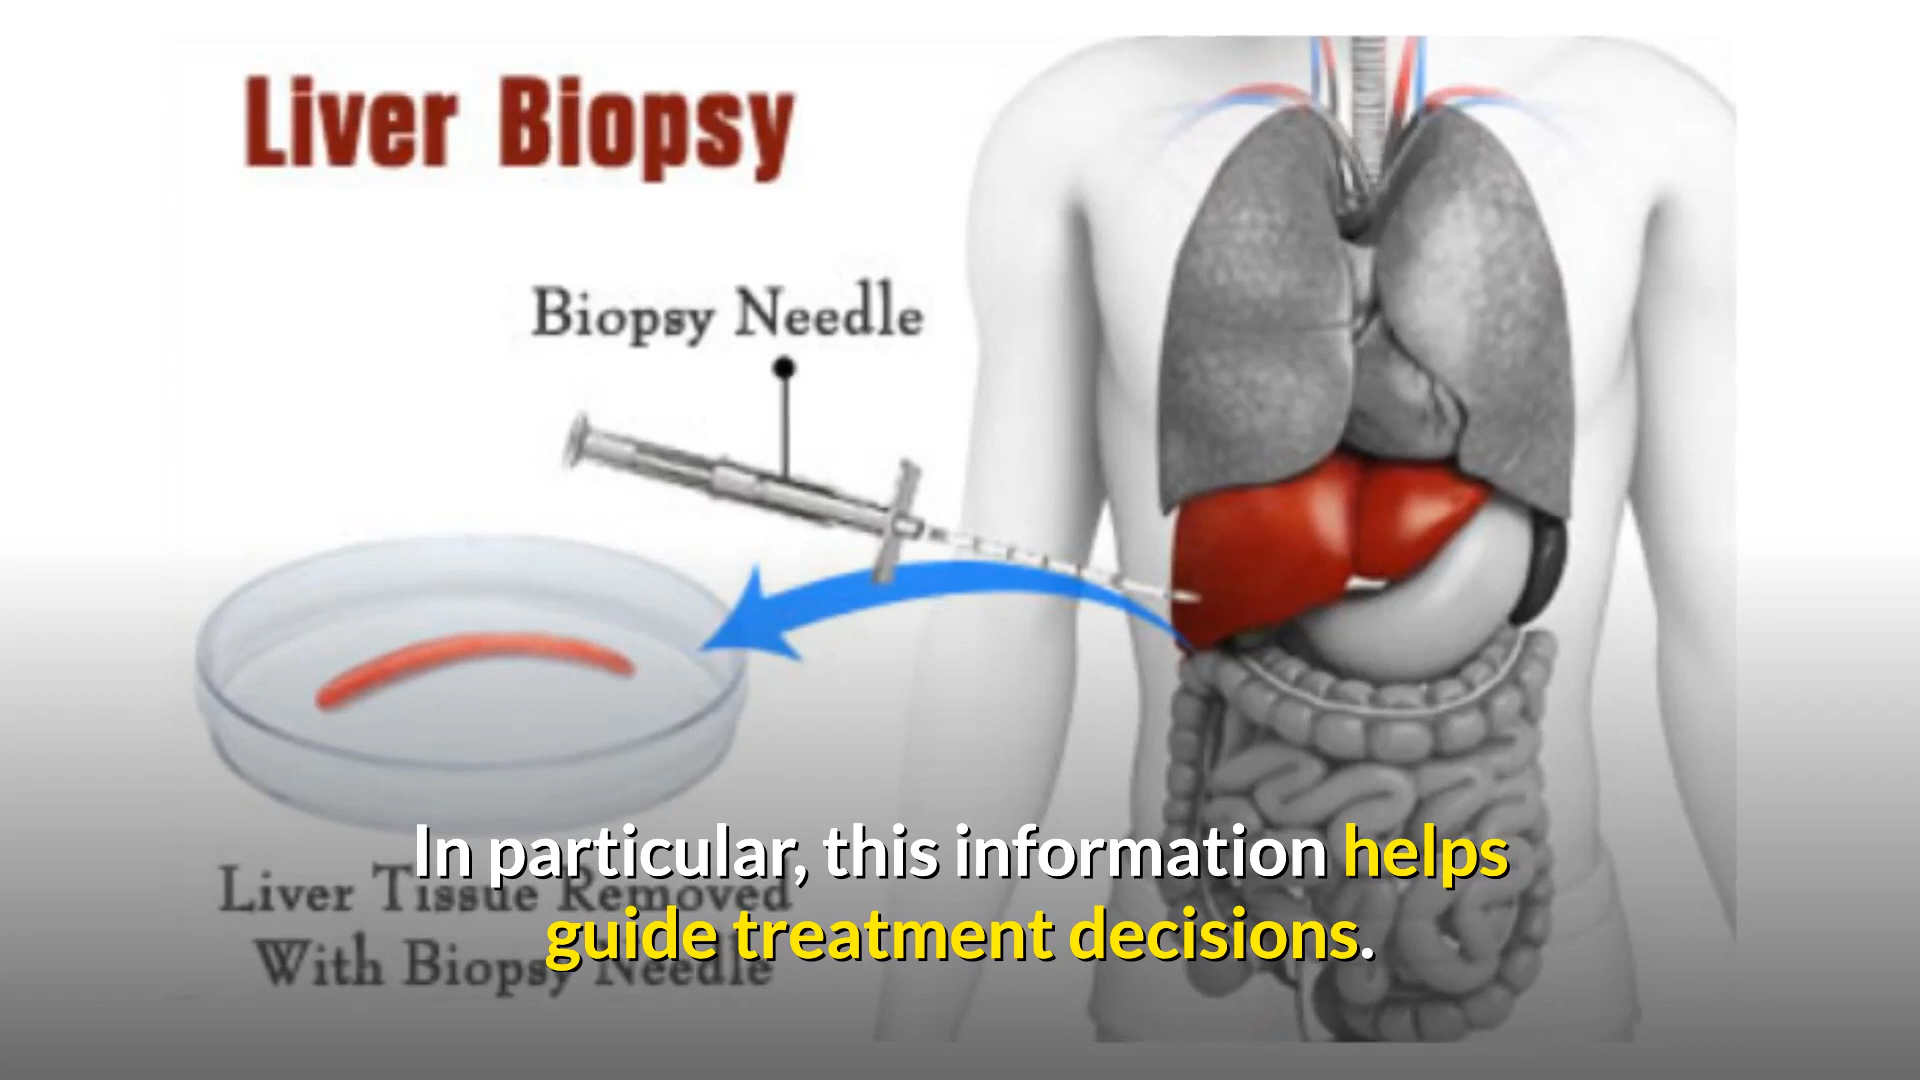 Liver Biopsy
Biopsy Needle
Liver Tissue Removed
With Biopsy Needle
In particular, this information helps
guide treatment decisions.